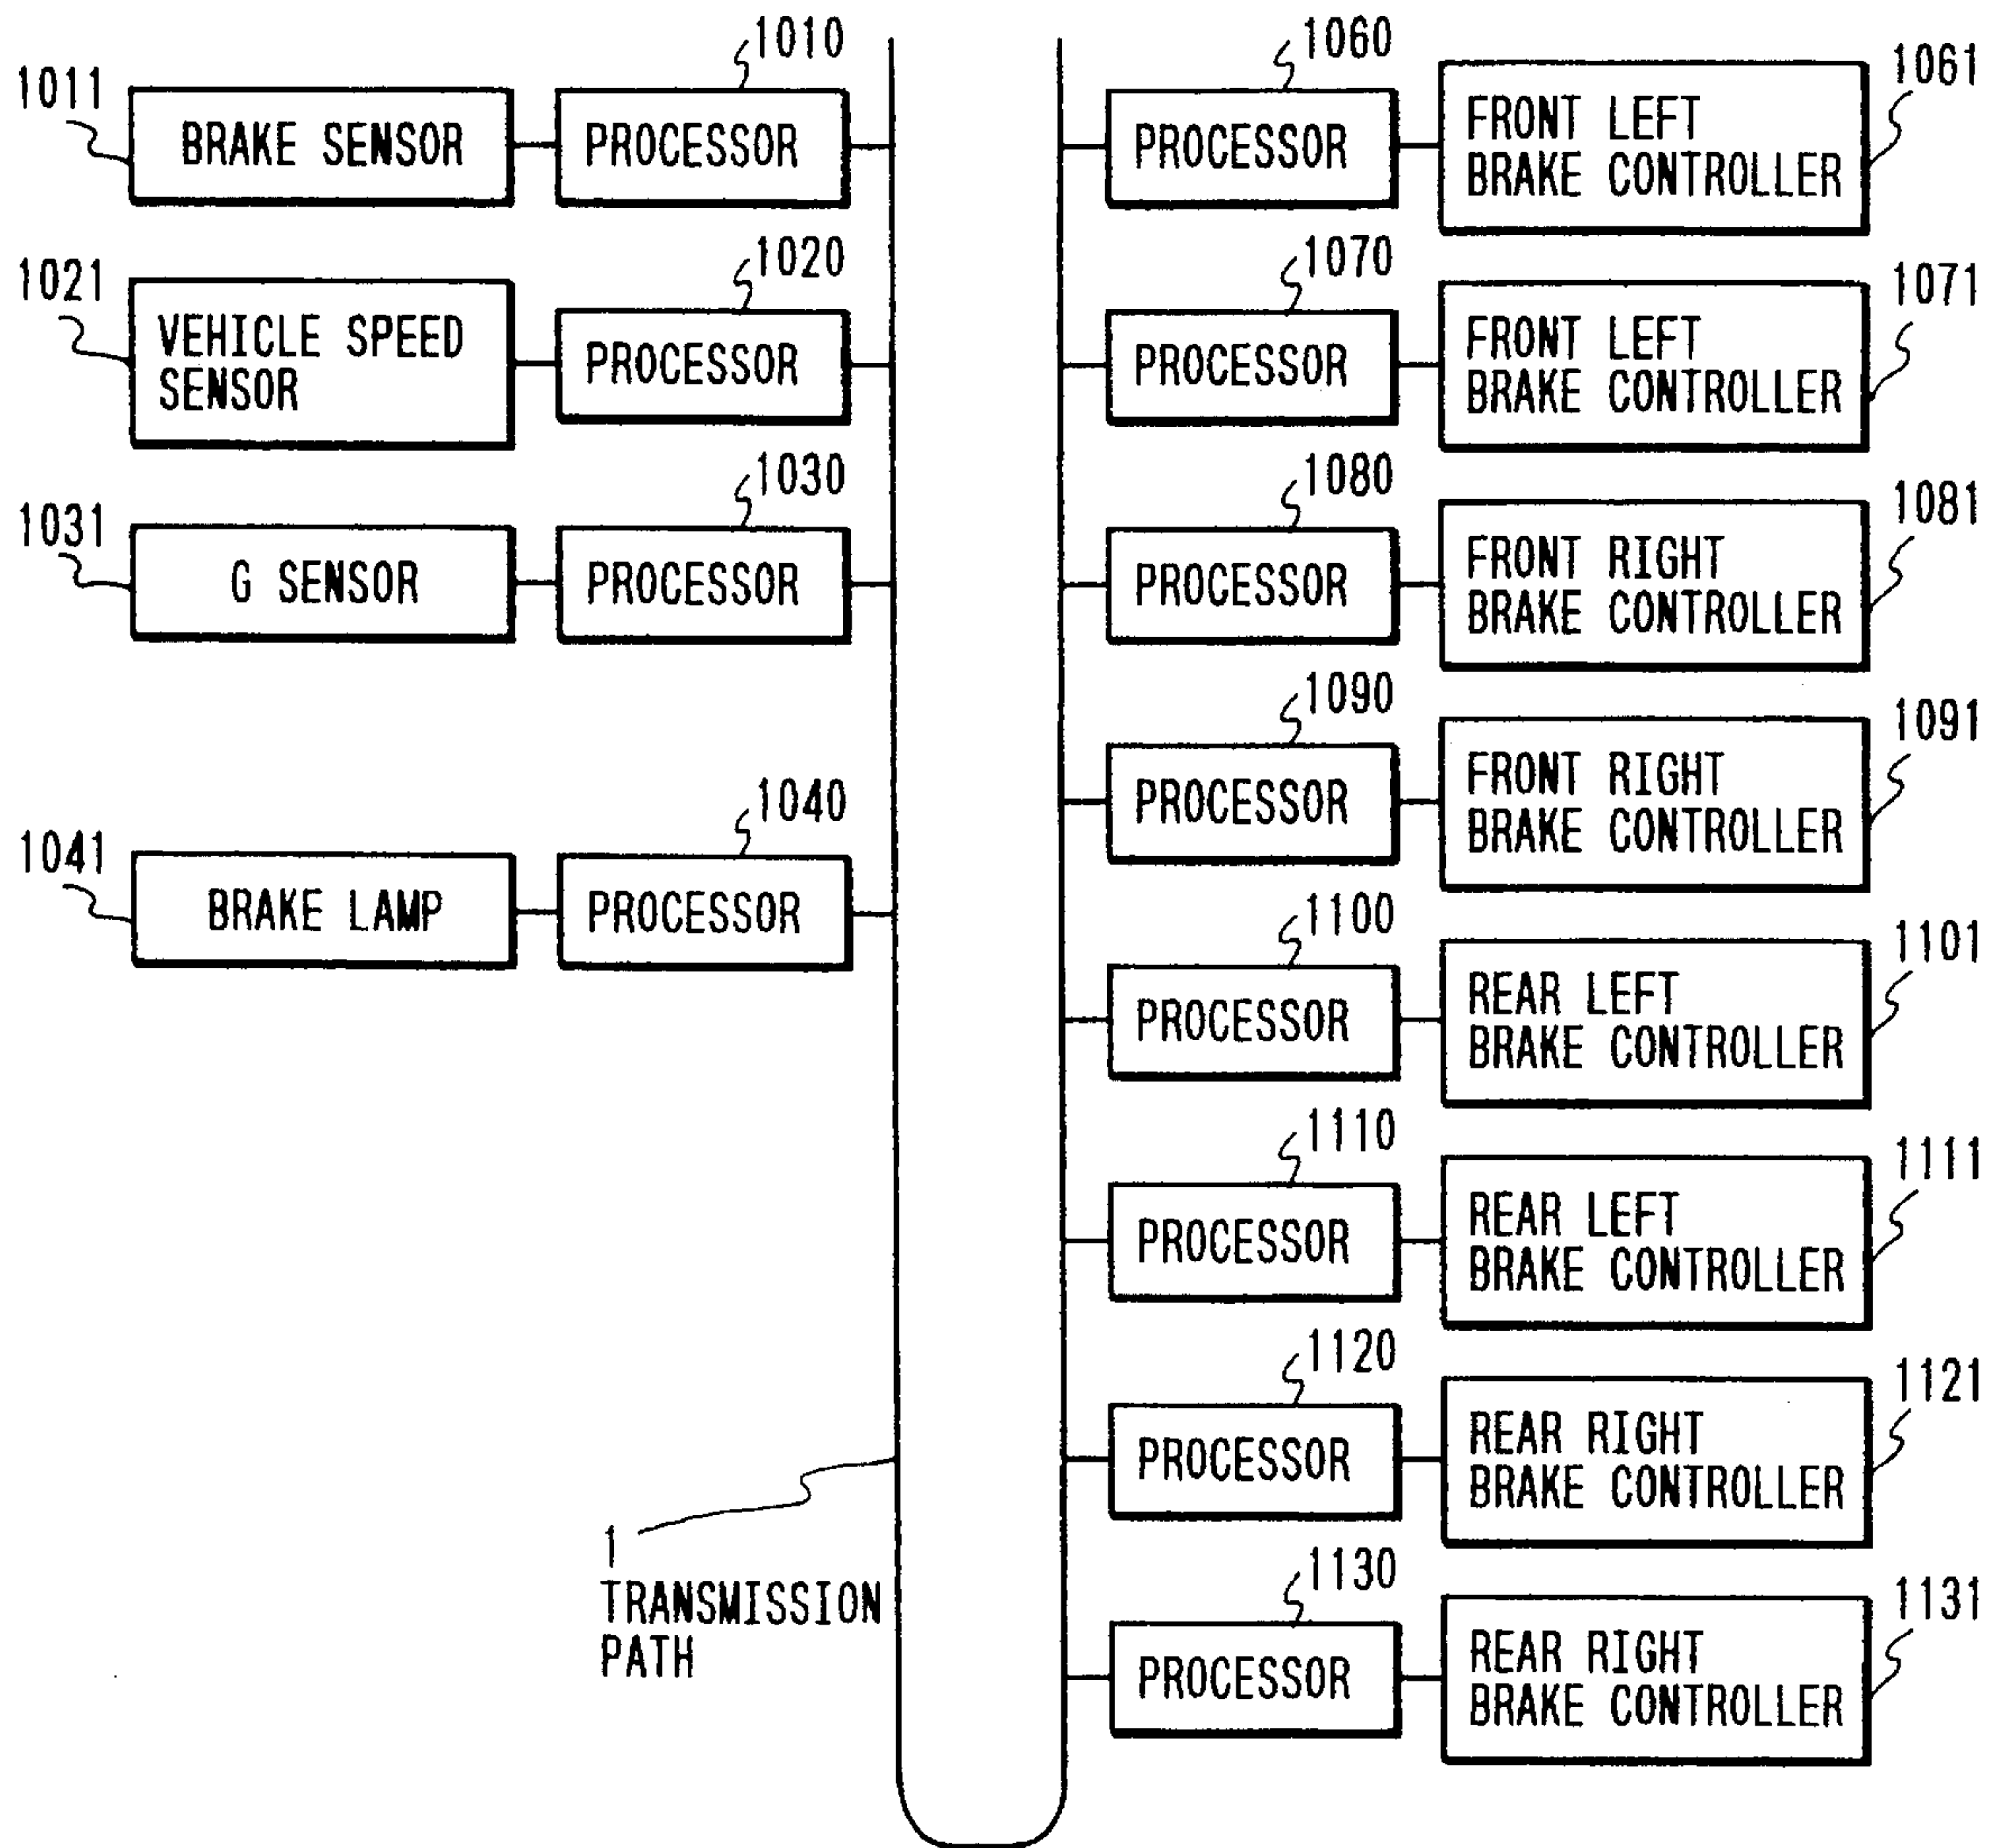 1010
1011
BRAKE SENSOR
PROCESSOR
1020
1021
VEHICLE SPEED
SENSOR
PROCESSOR
1030
1031
G SENSOR
PROCESSOR
1040
1041
BRAKE LAMP
PROCESSOR
1
TRANSMISSION
PATH
1060
1061
PROCESSOR
FRONT LEFT
BRAKE CONTROLLER
1070
1071
PROCESSOR
FRONT LEFT
BRAKE CONTROLLER
1080
1081
PROCESSOR
FRONT RIGHT
BRAKE CONTROLLER
1090
1091
PROCESSOR
FRONT RIGHT
BRAKE CONTROLLER
1100
1101
PROCESSOR
REAR LEFT
BRAKE CONTROLLER
1110
1111
PROCESSOR
REAR LEFT
BRAKE CONTROLLER
1120
1121
PROCESSOR
REAR RIGHT
BRAKE CONTROLLER
1130
1131
PROCESSOR
REAR RIGHT
BRAKE CONTROLLER